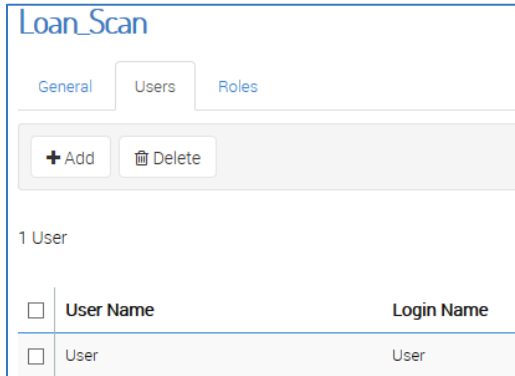 Loan_Scan
General Users Roles
Add Delete
1 User
User Name Login Name
User User